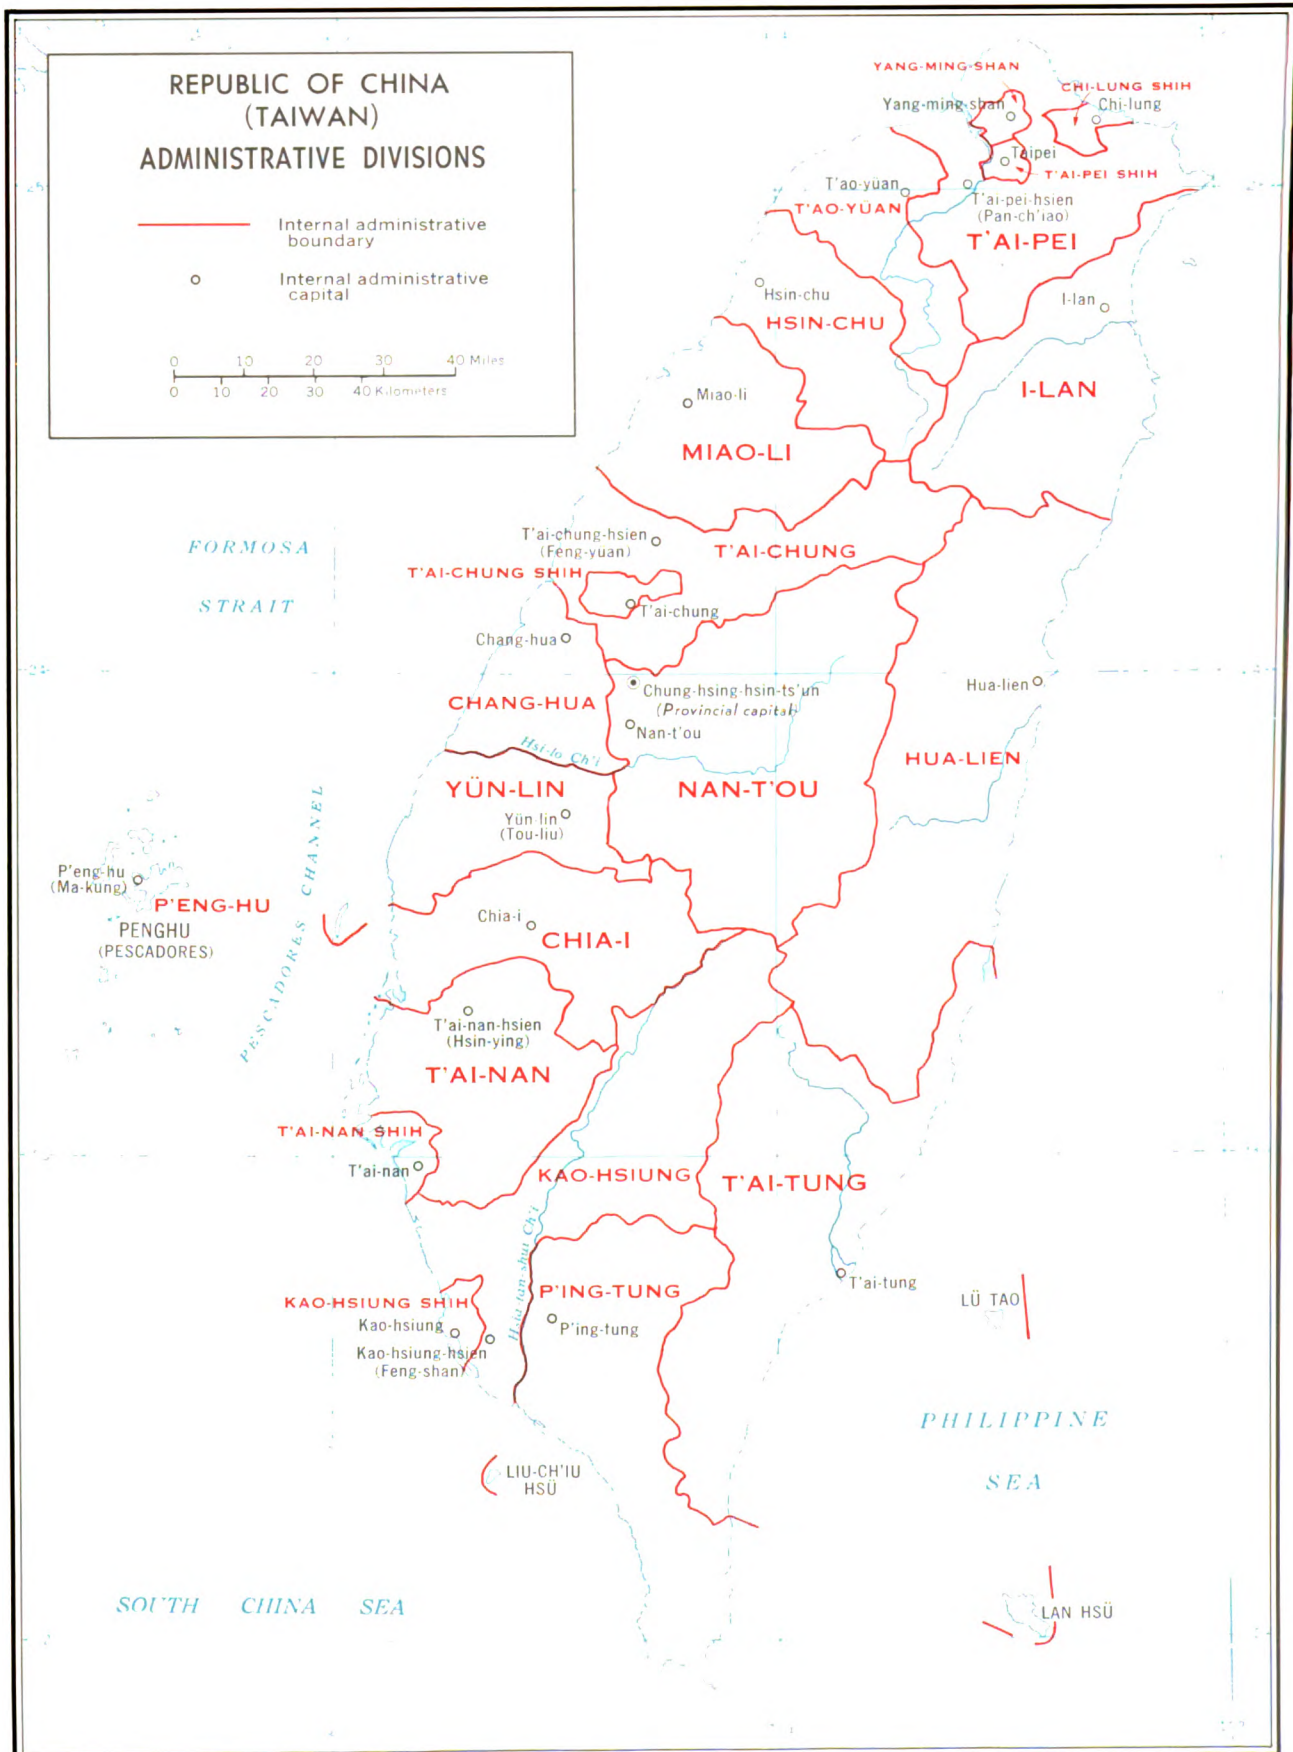 REPUBLIC OF CHINA
(TAIWAN)
ADMINISTRATIVE DIVISIONS
Internal administrative
boundary
Internal administrative
capital
0 10 20 30 40 Miles
0 10 20 30 40 Kilometers
YANG-MING-SHAN
Yang-ming-shan
CHI-LUNG SHIH
Chi-lung
Taipei
T'AI-PEI SHIH
T'ao-yüan
T'AO-YÜAN
T'ai-pei-hsien
(Pan-ch'iao)
T'AI-PEI
Hsin-chu
HSIN-CHU
I-lan
I-LAN
Miao-li
MIAO-LI
FORMOSA
STRAIT
T'ai-chung-hsien
(Feng-yuan)
T'AI-CHUNG
T'AI-CHUNG SHIH
T'ai-chung
Chang-hua
CHANG-HUA
Chung-hsing-hsin-ts'un
(Provincial capital)
Nan-t'ou
NAN-T'OU
Hua-lien
HUA-LIEN
Hsi-lo Ch'i
YÜN-LIN
Yün-lin
(Tou-liu)
P'eng-hu
(Ma-kung)
P'ENG-HU
PENGHU
(PESCADORES)
PESCADORES CHANNEL
Chia-i
CHIA-I
T'ai-nan-hsien
(Hsin-ying)
T'AI-NAN
T'AI-NAN SHIH
T'ai-nan
KAO-HSIUNG
T'AI-TUNG
Hsia-tan-shui Ch'i
KAO-HSIUNG SHIH
Kao-hsiung
Kao-hsiung-hsien
(Feng-shan)
P'ING-TUNG
P'ing-tung
T'ai-tung
LÜ TAO
PHILIPPINE
SEA
LIU-CH'IU
HSÜ
SOUTH CHINA SEA
LAN HSÜ